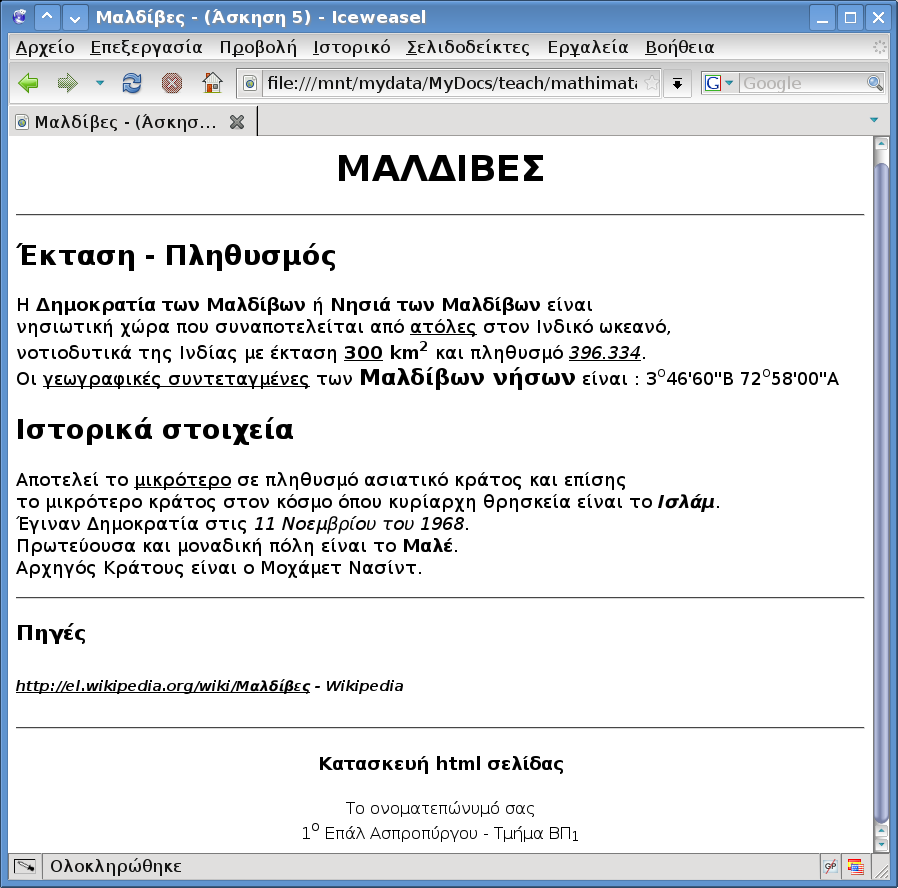 Μαλδίβες - (Άσκηση 5) - Iceweasel
Αρχείο Επεξεργασία Προβολή Ιστορικό Σελιδοδείκτες Εργαλεία Βοήθεια
file:///mnt/mydata/MyDocs/teach/mathimata
G Google
Μαλδίβες - (Άσκησ...
ΜΑΛΔΙΒΕΣ
Έκταση - Πληθυσμός
Η Δημοκρατία των Μαλδίβων ή Νησιά των Μαλδίβων είναι
νησιωτική χώρα που συναποτελείται από ατόλες στον Ινδικό ωκεανό,
νοτιοδυτικά της Ινδίας με έκταση 300 km² και πληθυσμό 396.334.
Οι γεωγραφικές συντεταγμένες των Μαλδίβων νήσων είναι : 3º46'60"Β 72º58'00"Α
Ιστορικά στοιχεία
Αποτελεί το μικρότερο σε πληθυσμό ασιατικό κράτος και επίσης
το μικρότερο κράτος στον κόσμο όπου κυρίαρχη θρησκεία είναι το Ισλάμ.
Έγιναν Δημοκρατία στις 11 Νοεμβρίου του 1968.
Πρωτεύουσα και μοναδική πόλη είναι το Μαλέ.
Αρχηγός Κράτους είναι ο Μοχάμετ Νασίντ.
Πηγές
http://el.wikipedia.org/wiki/Μαλδίβες - Wikipedia
Κατασκευή html σελίδας
Το ονοματεπώνυμό σας
1º Επάλ Ασπροπύργου - Τμήμα ΒΠ₁
Ολοκληρώθηκε